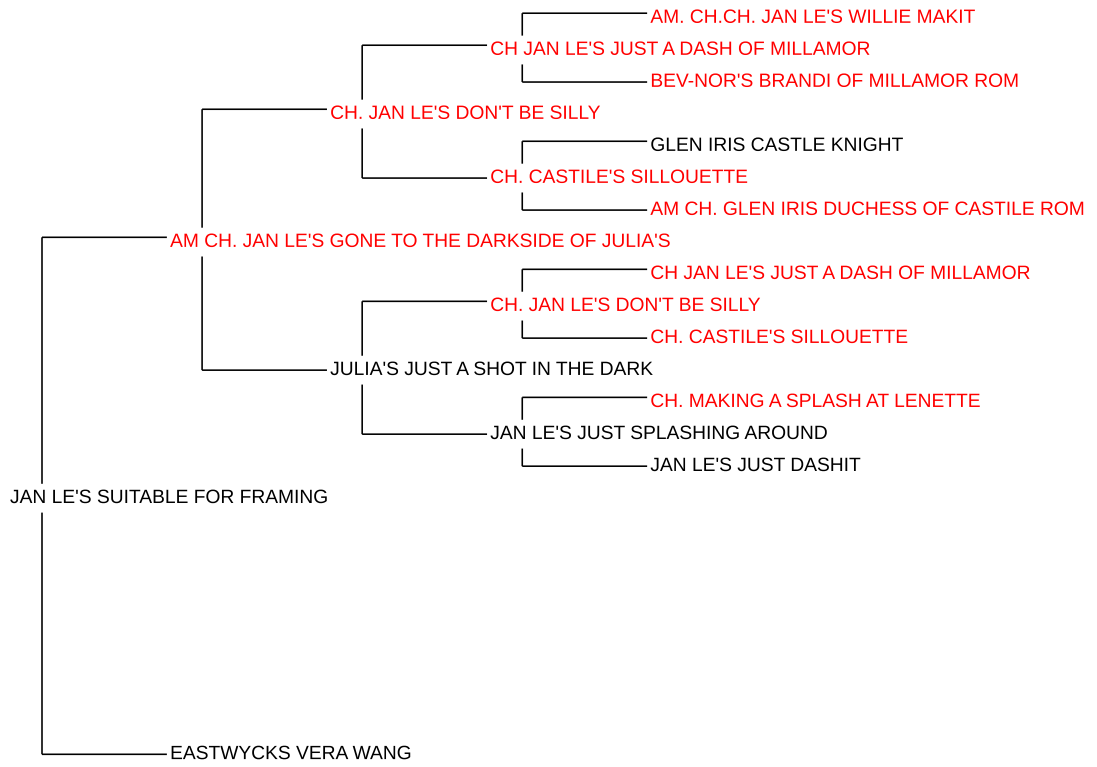 AM. CH.CH. JAN LE'S WILLIE MAKIT
CH JAN LE'S JUST A DASH OF MILLAMOR
BEV-NOR'S BRANDI OF MILLAMOR ROM
CH. JAN LE'S DON'T BE SILLY
GLEN IRIS CASTLE KNIGHT
CH. CASTILE'S SILLOUETTE
AM CH. GLEN IRIS DUCHESS OF CASTILE ROM
AM CH. JAN LE'S GONE TO THE DARKSIDE OF JULIA'S
CH JAN LE'S JUST A DASH OF MILLAMOR
CH. JAN LE'S DON'T BE SILLY
CH. CASTILE'S SILLOUETTE
JULIA'S JUST A SHOT IN THE DARK
CH. MAKING A SPLASH AT LENETTE
JAN LE'S JUST SPLASHING AROUND
JAN LE'S JUST DASHIT
JAN LE'S SUITABLE FOR FRAMING
EASTWYCKS VERA WANG